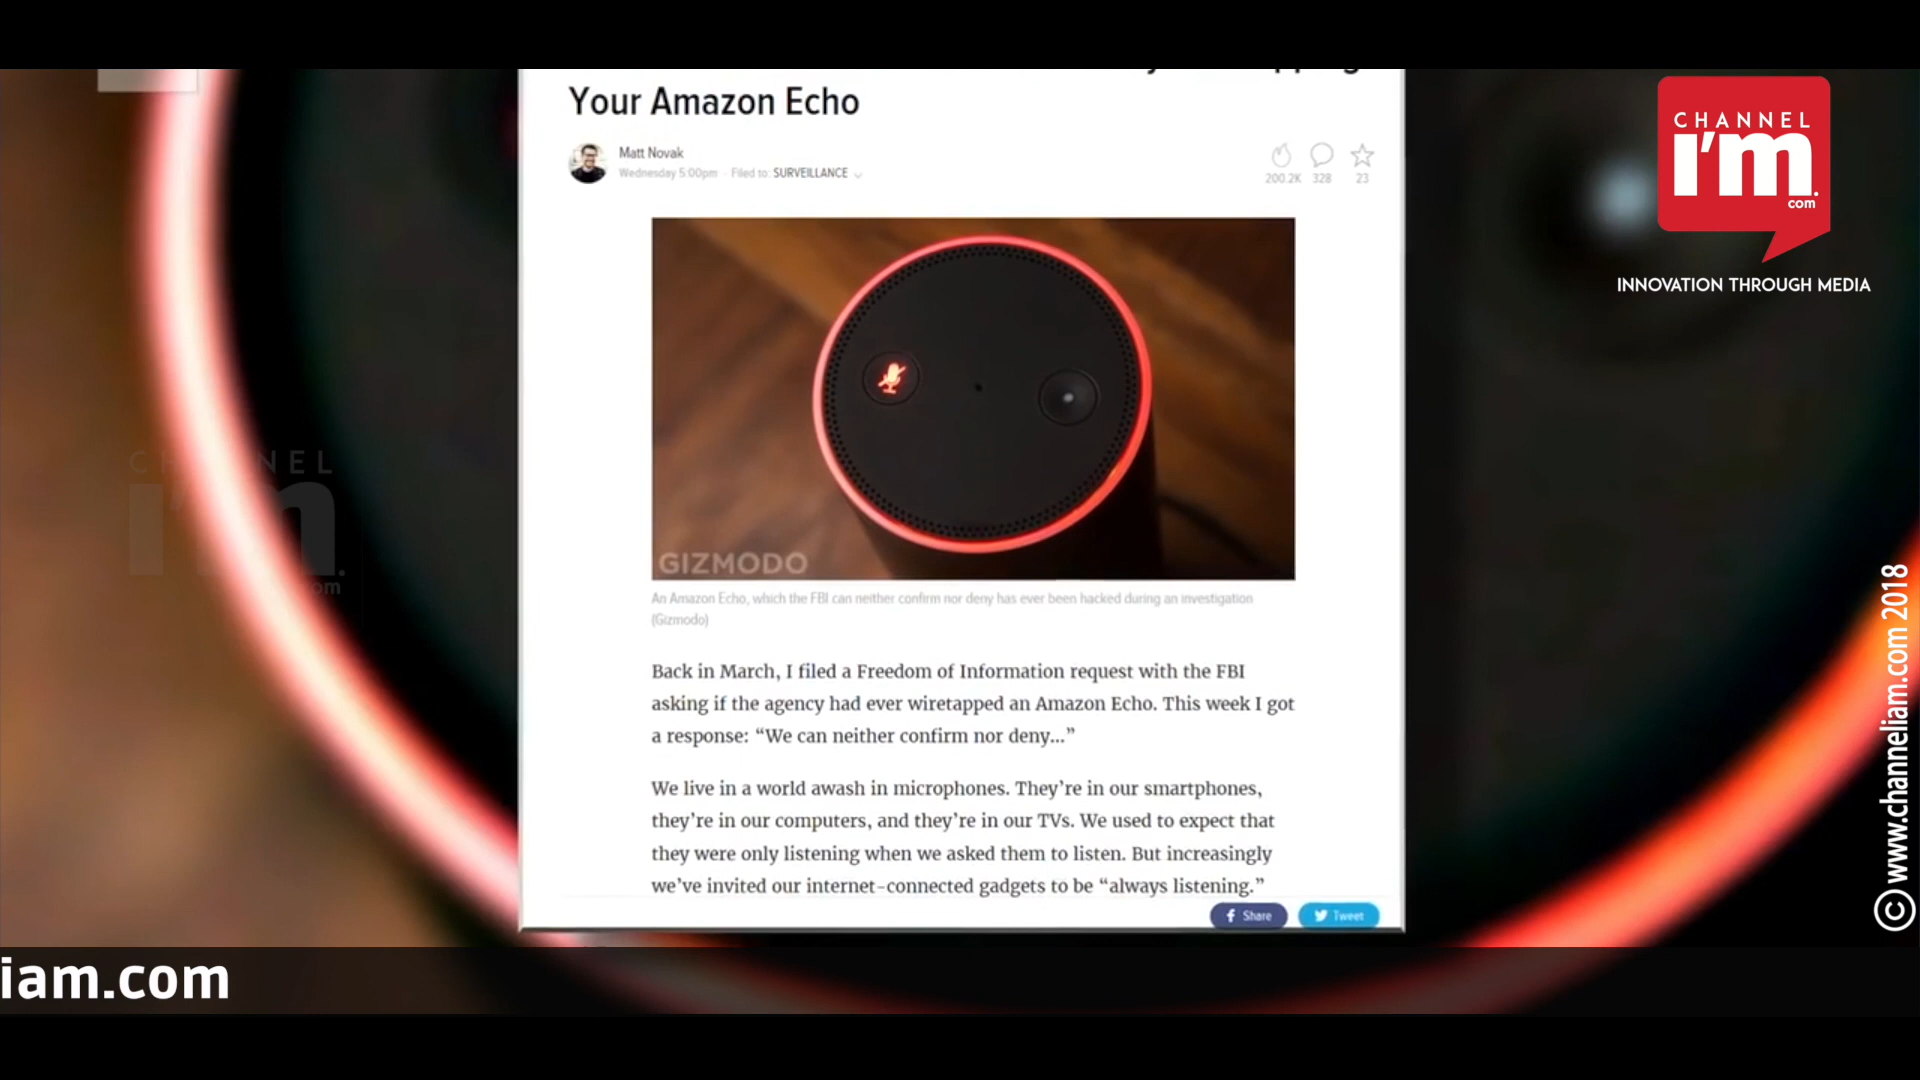 Your Amazon Echo
Matt Novak
Wednesday 5:00pm · Filed to: SURVEILLANCE
200.2K 328 23
GIZMODO
An Amazon Echo, which the FBI can neither confirm nor deny has ever been hacked during an investigation
(Gizmodo)
Back in March, I filed a Freedom of Information request with the FBI
asking if the agency had ever wiretapped an Amazon Echo. This week I got
a response: “We can neither confirm nor deny...”
We live in a world awash in microphones. They’re in our smartphones,
they’re in our computers, and they’re in our TVs. We used to expect that
they were only listening when we asked them to listen. But increasingly
we’ve invited our internet-connected gadgets to be “always listening.”
Share Tweet
CHANNEL
i'm.
com
INNOVATION THROUGH MEDIA
© www.channeliam.com 2018
CHANNEL
i'm.
com
iam.com